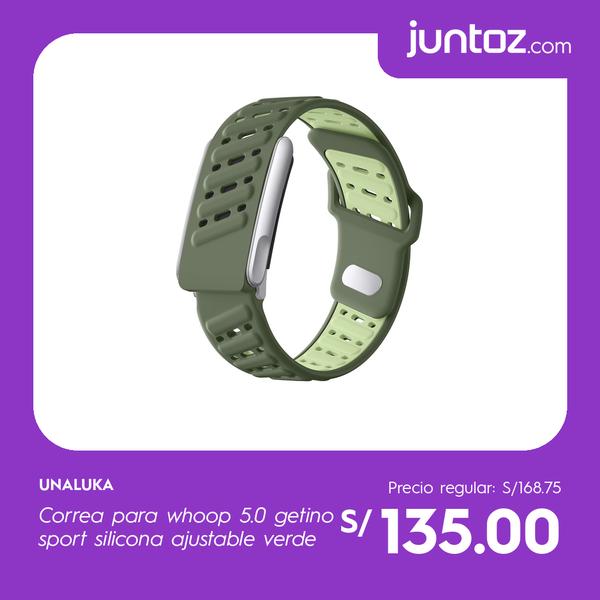 juntoz.com
UNALUKA
Correa para whoop 5.0 getino
sport silicona ajustable verde
Precio regular: S/168.75
S/135.00